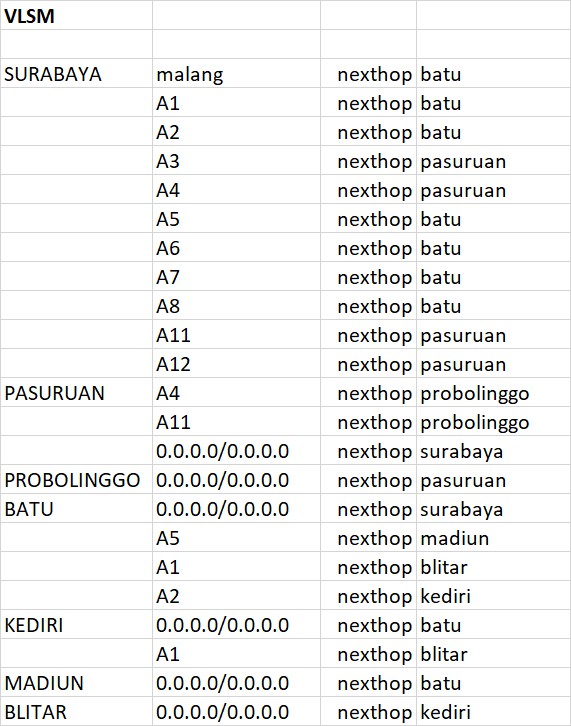 VLSM
SURABAYA malang nexthop batu
A1 nexthop batu
A2 nexthop batu
A3 nexthop pasuruan
A4 nexthop pasuruan
A5 nexthop batu
A6 nexthop batu
A7 nexthop batu
A8 nexthop batu
A11 nexthop pasuruan
A12 nexthop pasuruan
PASURUAN A4 nexthop probolinggo
A11 nexthop probolinggo
0.0.0.0/0.0.0.0 nexthop surabaya
PROBOLINGGO 0.0.0.0/0.0.0.0 nexthop pasuruan
BATU 0.0.0.0/0.0.0.0 nexthop surabaya
A5 nexthop madiun
A1 nexthop blitar
A2 nexthop kediri
KEDIRI 0.0.0.0/0.0.0.0 nexthop batu
A1 nexthop blitar
MADIUN 0.0.0.0/0.0.0.0 nexthop batu
BLITAR 0.0.0.0/0.0.0.0 nexthop kediri